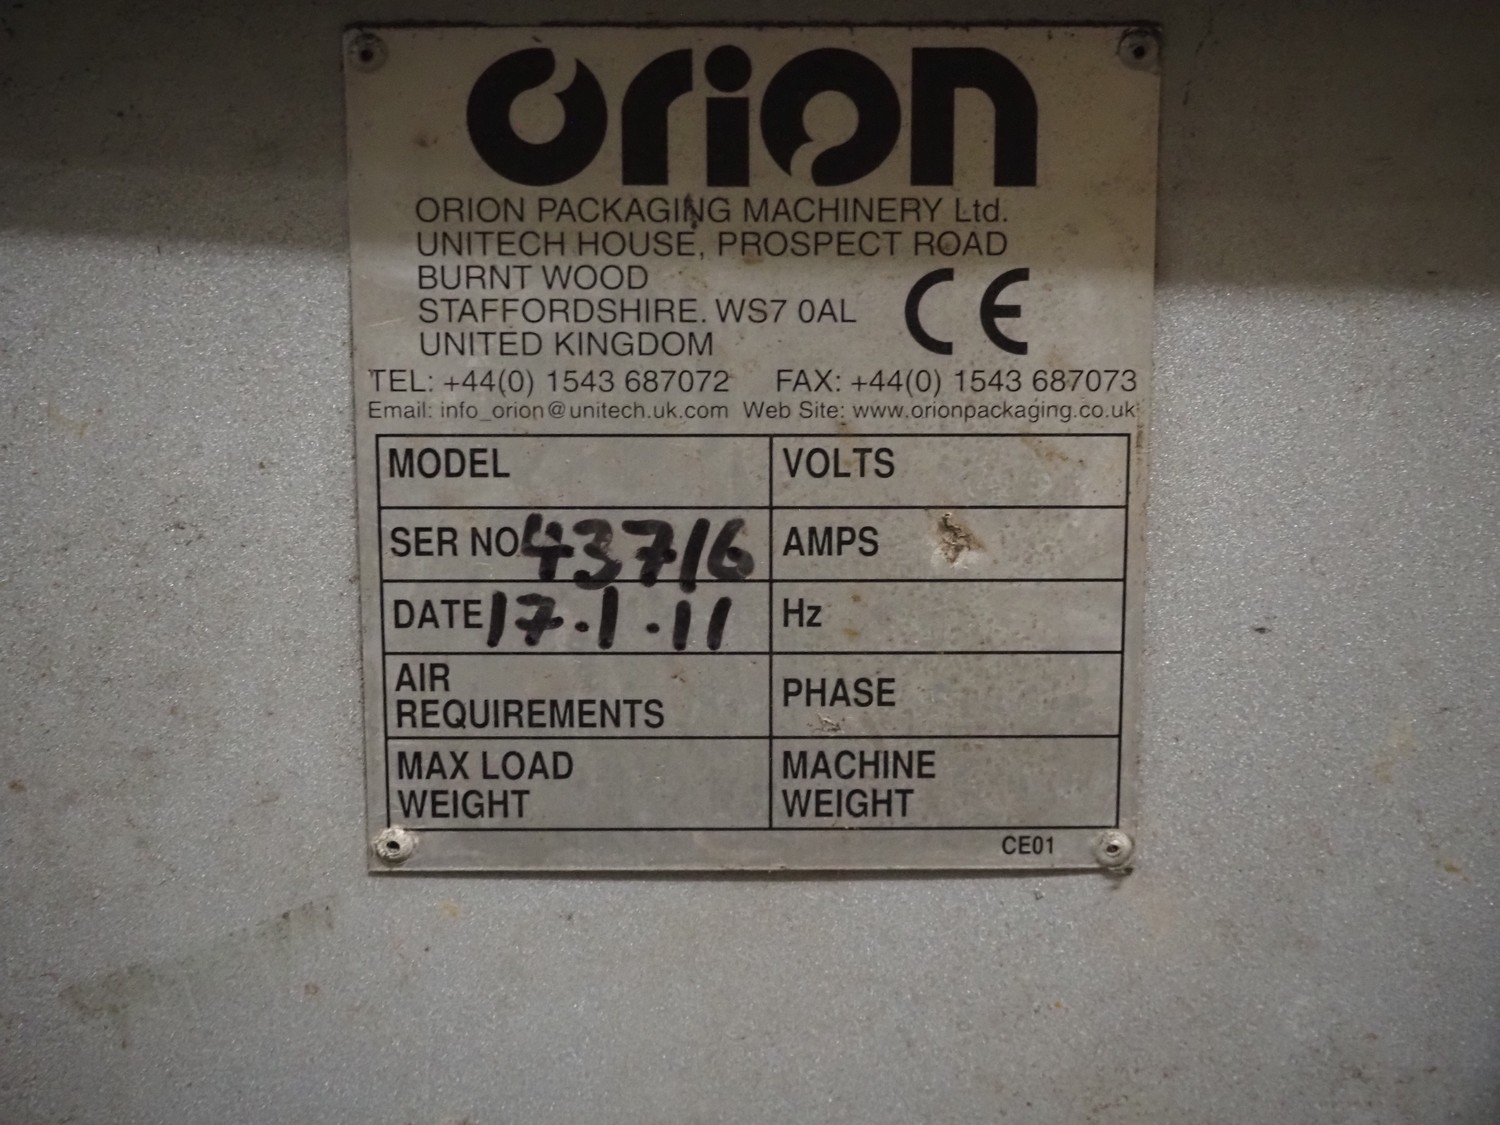 orion
ORION PACKAGING MACHINERY Ltd.
UNITECH HOUSE, PROSPECT ROAD
BURNT WOOD
STAFFORDSHIRE. WS7 0AL
UNITED KINGDOM
CE
TEL: +44(0) 1543 687072 FAX: +44(0) 1543 687073
Email: info_orion@unitech.uk.com Web Site: www.orionpackaging.co.uk
MODEL VOLTS
SER NO 43716 AMPS
DATE 17.1.11 Hz
AIR
REQUIREMENTS
PHASE
MAX LOAD
WEIGHT
MACHINE
WEIGHT
CE01